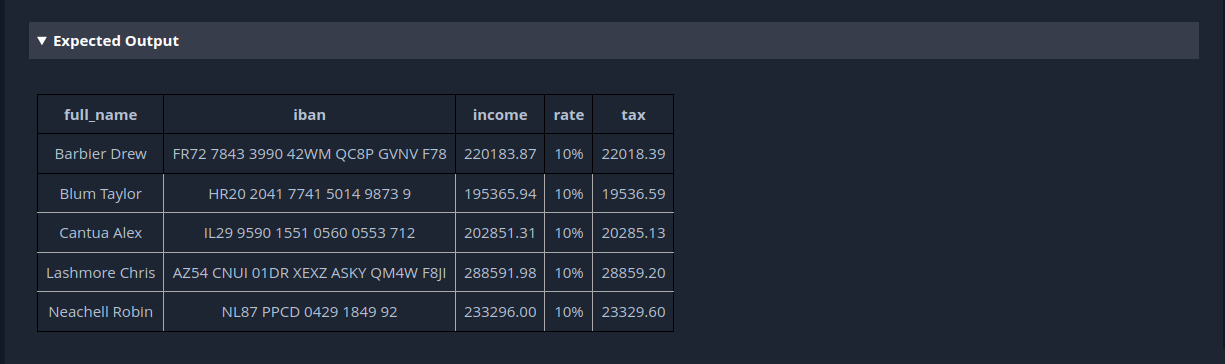 Expected Output
full_name iban income rate tax
Barbier Drew FR72 7843 3990 42WM QC8P GVNV F78 220183.87 10% 22018.39
Blum Taylor HR20 2041 7741 5014 9873 9 195365.94 10% 19536.59
Cantua Alex IL29 9590 1551 0560 0553 712 202851.31 10% 20285.13
Lashmore Chris AZ54 CNUI 01DR XEXZ ASKY QM4W F8JI 288591.98 10% 28859.20
Neachell Robin NL87 PPCD 0429 1849 92 233296.00 10% 23329.60